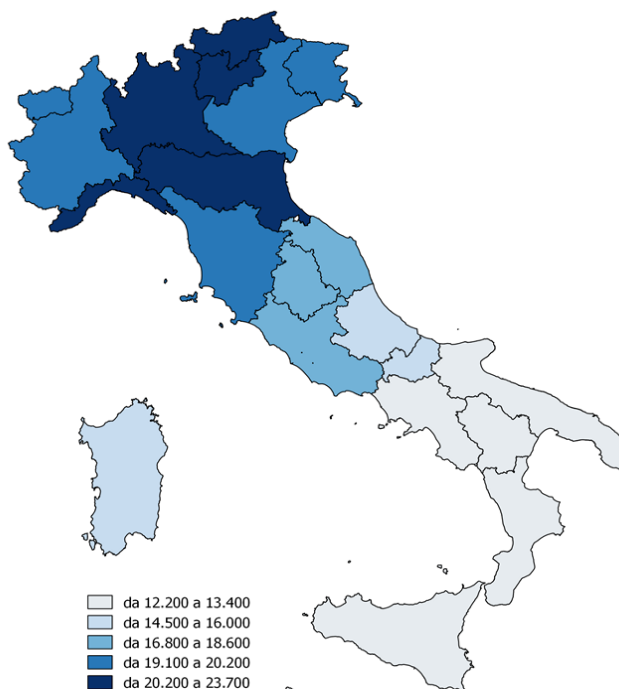 da 12.200 a 13.400
da 14.500 a 16.000
da 16.800 a 18.600
da 19.100 a 20.200
da 20.200 a 23.700